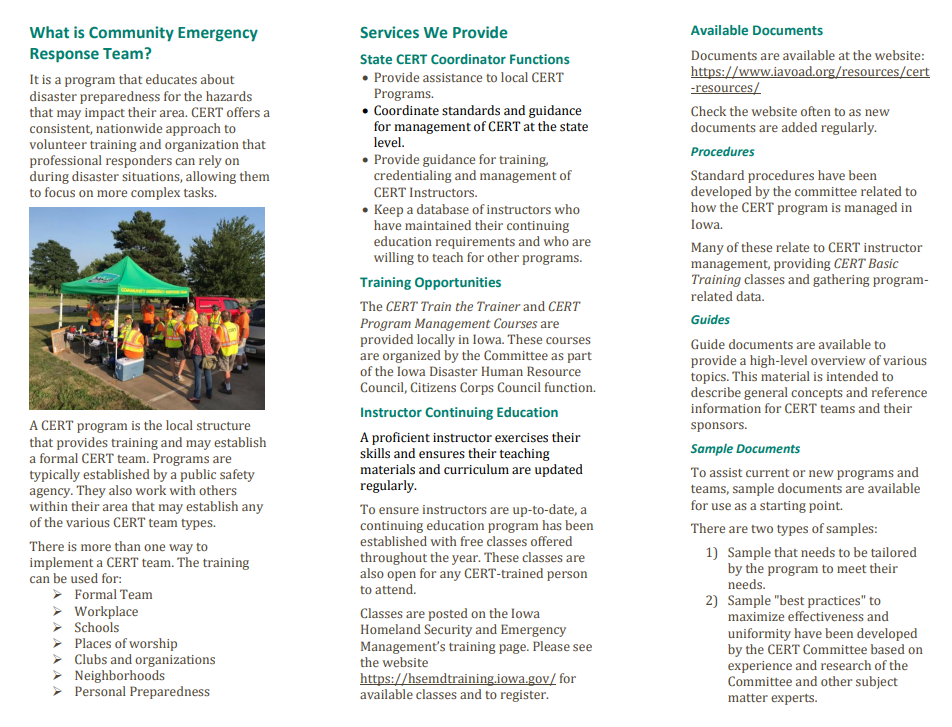 What is Community Emergency
Response Team?
It is a program that educates about
disaster preparedness for the hazards
that may impact their area. CERT offers a
consistent, nationwide approach to
volunteer training and organization that
professional responders can rely on
during disaster situations, allowing them
to focus on more complex tasks.
A CERT program is the local structure
that provides training and may establish
a formal CERT team. Programs are
typically established by a public safety
agency. They also work with others
within their area that may establish any
of the various CERT team types.
There is more than one way to
implement a CERT team. The training
can be used for:
➢ Formal Team
➢ Workplace
➢ Schools
➢ Places of worship
➢ Clubs and organizations
➢ Neighborhoods
➢ Personal Preparedness
Services We Provide
State CERT Coordinator Functions
• Provide assistance to local CERT
Programs.
• Coordinate standards and guidance
for management of CERT at the state
level.
• Provide guidance for training,
credentialing and management of
CERT Instructors.
• Keep a database of instructors who
have maintained their continuing
education requirements and who are
willing to teach for other programs.
Training Opportunities
The CERT Train the Trainer and CERT
Program Management Courses are
provided locally in Iowa. These courses
are organized by the Committee as part
of the Iowa Disaster Human Resource
Council, Citizens Corps Council function.
Instructor Continuing Education
A proficient instructor exercises their
skills and ensures their teaching
materials and curriculum are updated
regularly.
To ensure instructors are up-to-date, a
continuing education program has been
established with free classes offered
throughout the year. These classes are
also open for any CERT-trained person
to attend.
Classes are posted on the Iowa
Homeland Security and Emergency
Management's training page. Please see
the website
https://hsemdtraining.iowa.gov/ for
available classes and to register.
Available Documents
Documents are available at the website:
https://www.iavoad.org/resources/cert
-resources/
Check the website often to as new
documents are added regularly.
Procedures
Standard procedures have been
developed by the committee related to
how the CERT program is managed in
Iowa.
Many of these relate to CERT instructor
management, providing CERT Basic
Training classes and gathering program-
related data.
Guides
Guide documents are available to
provide a high-level overview of various
topics. This material is intended to
describe general concepts and reference
information for CERT teams and their
sponsors.
Sample Documents
To assist current or new programs and
teams, sample documents are available
for use as a starting point.
There are two types of samples:
1) Sample that needs to be tailored
by the program to meet their
needs.
2) Sample "best practices" to
maximize effectiveness and
uniformity have been developed
by the CERT Committee based on
experience and research of the
Committee and other subject
matter experts.